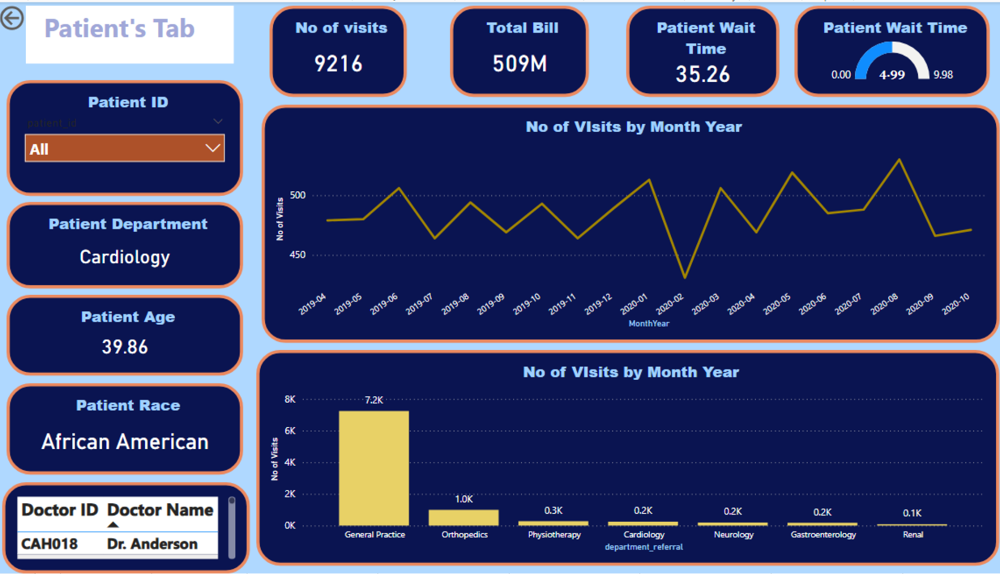 Patient's Tab
No of visits
9216
Total Bill
509M
Patient Wait
Time
35.26
Patient Wait Time
0.00
4.99
9.98
Patient ID
patient_id
All
Patient Department
Cardiology
Patient Age
39.86
Patient Race
African American
Doctor ID Doctor Name
CAH018 Dr. Anderson
No of VIsits by Month Year
No of Visits
500
450
2019-04 2019-05 2019-06 2019-07 2019-08 2019-09 2019-10 2019-11 2019-12 2020-01 2020-02 2020-03 2020-04 2020-05 2020-06 2020-07 2020-08 2020-09 2020-10
MonthYear
No of VIsits by Month Year
No of Visits
8K
6K
4K
2K
0K
7.2K 1.0K 0.3K 0.2K 0.2K 0.2K 0.1K
General Practice Orthopedics Physiotherapy Cardiology Neurology Gastroenterology Renal
department_referral